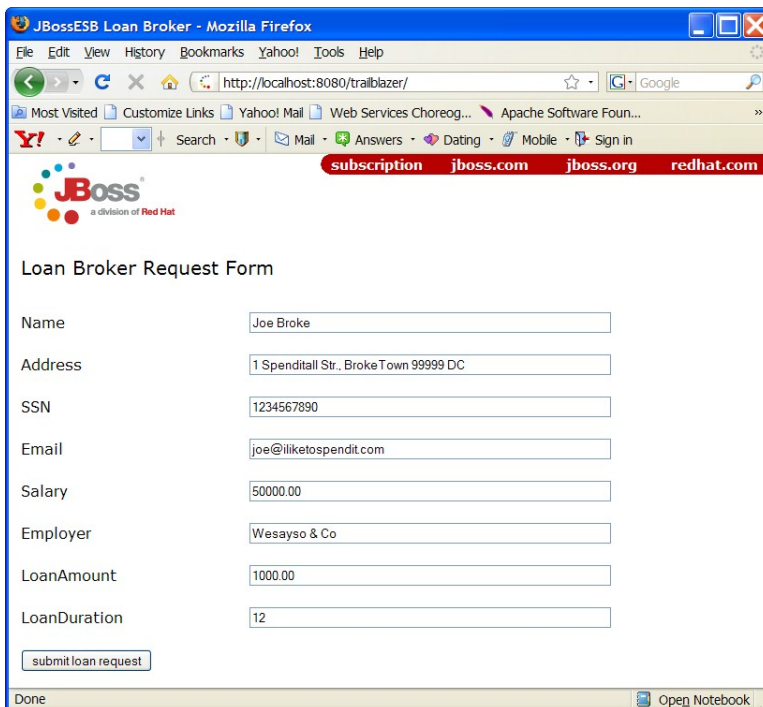 JBossESB Loan Broker - Mozilla Firefox
File Edit View History Bookmarks Yahoo! Tools Help
http://localhost:8080/trailblazer/ G Google
Most Visited Customize Links Yahoo! Mail Web Services Choreog... Apache Software Foun... »
Y! Search Mail Answers Dating Mobile Sign in
subscription jboss.com jboss.org redhat.com
JBoss
a division of Red Hat
Loan Broker Request Form
Name Joe Broke
Address 1 Spenditall Str., BrokeTown 99999 DC
SSN 1234567890
Email joe@iliketospendit.com
Salary 50000.00
Employer Wesayso & Co
LoanAmount 1000.00
LoanDuration 12
submit loan request
Done Open Notebook